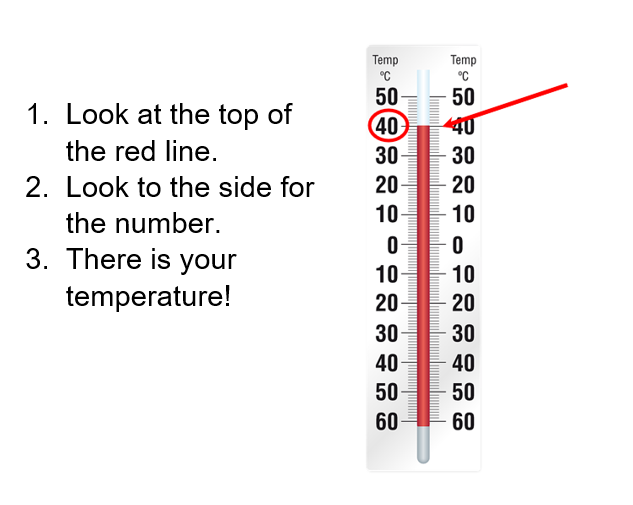 1. Look at the top of
the red line.
2. Look to the side for
the number.
3. There is your
temperature!
Temp Temp
°C °C
50 50
40 40
30 30
20 20
10 10
0 0
10 10
20 20
30 30
40 40
50 50
60 60